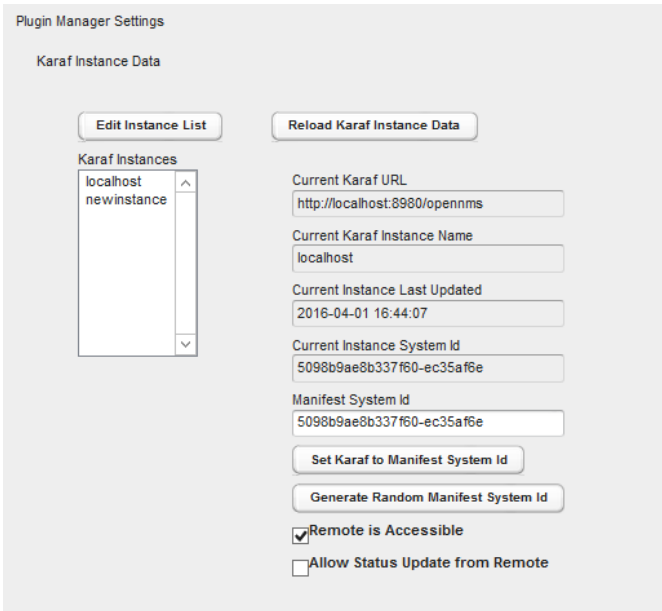 Plugin Manager Settings
Karaf Instance Data
Edit Instance List
Reload Karaf Instance Data
Karaf Instances
localhost
newinstance
Current Karaf URL
http://localhost:8980/opennms
Current Karaf Instance Name
localhost
Current Instance Last Updated
2016-04-01 16:44:07
Current Instance System Id
5098b9ae8b337f60-ec35af6e
Manifest System Id
5098b9ae8b337f60-ec35af6e
Set Karaf to Manifest System Id
Generate Random Manifest System Id
Remote is Accessible
Allow Status Update from Remote